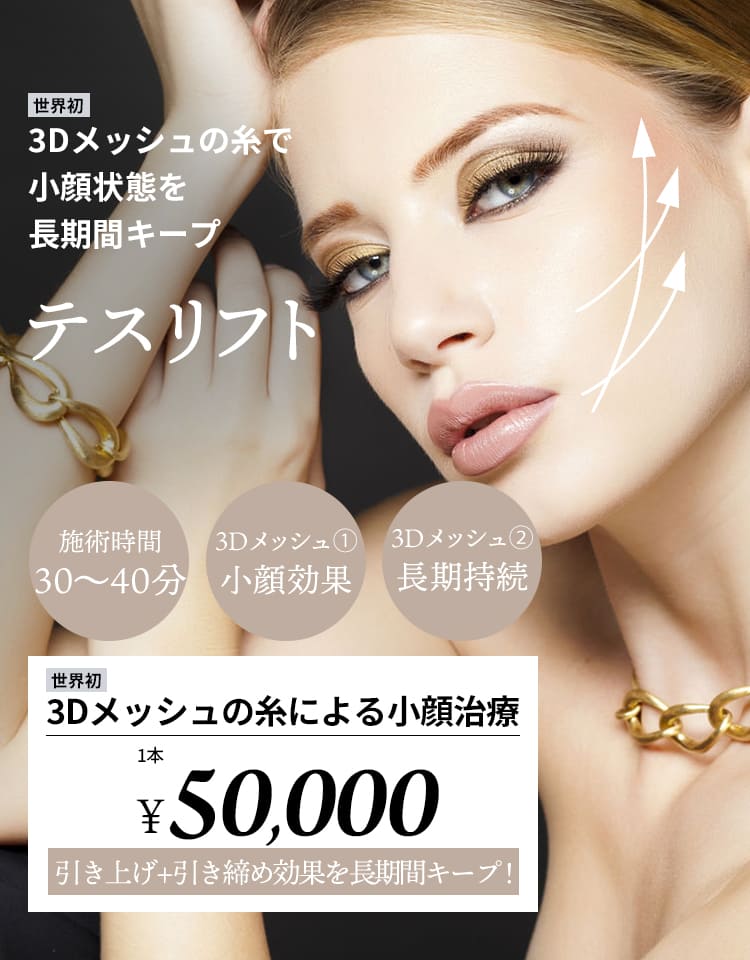 世界初
3Dメッシュの糸で
小顔状態を
長期間キープ
テスリフト
施術時間
30〜40分
3Dメッシュ①
小顔効果
3Dメッシュ②
長期持続
世界初
3Dメッシュの糸による小顔治療
1本
¥50,000
引き上げ+引き締め効果を長期間キープ！